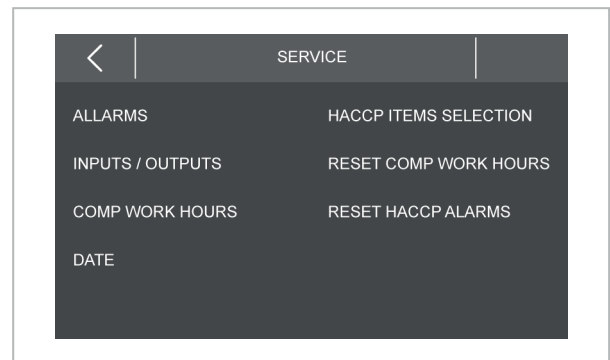 SERVICE
ALLARMS
HACCP ITEMS SELECTION
INPUTS / OUTPUTS
RESET COMP WORK HOURS
COMP WORK HOURS
RESET HACCP ALARMS
DATE